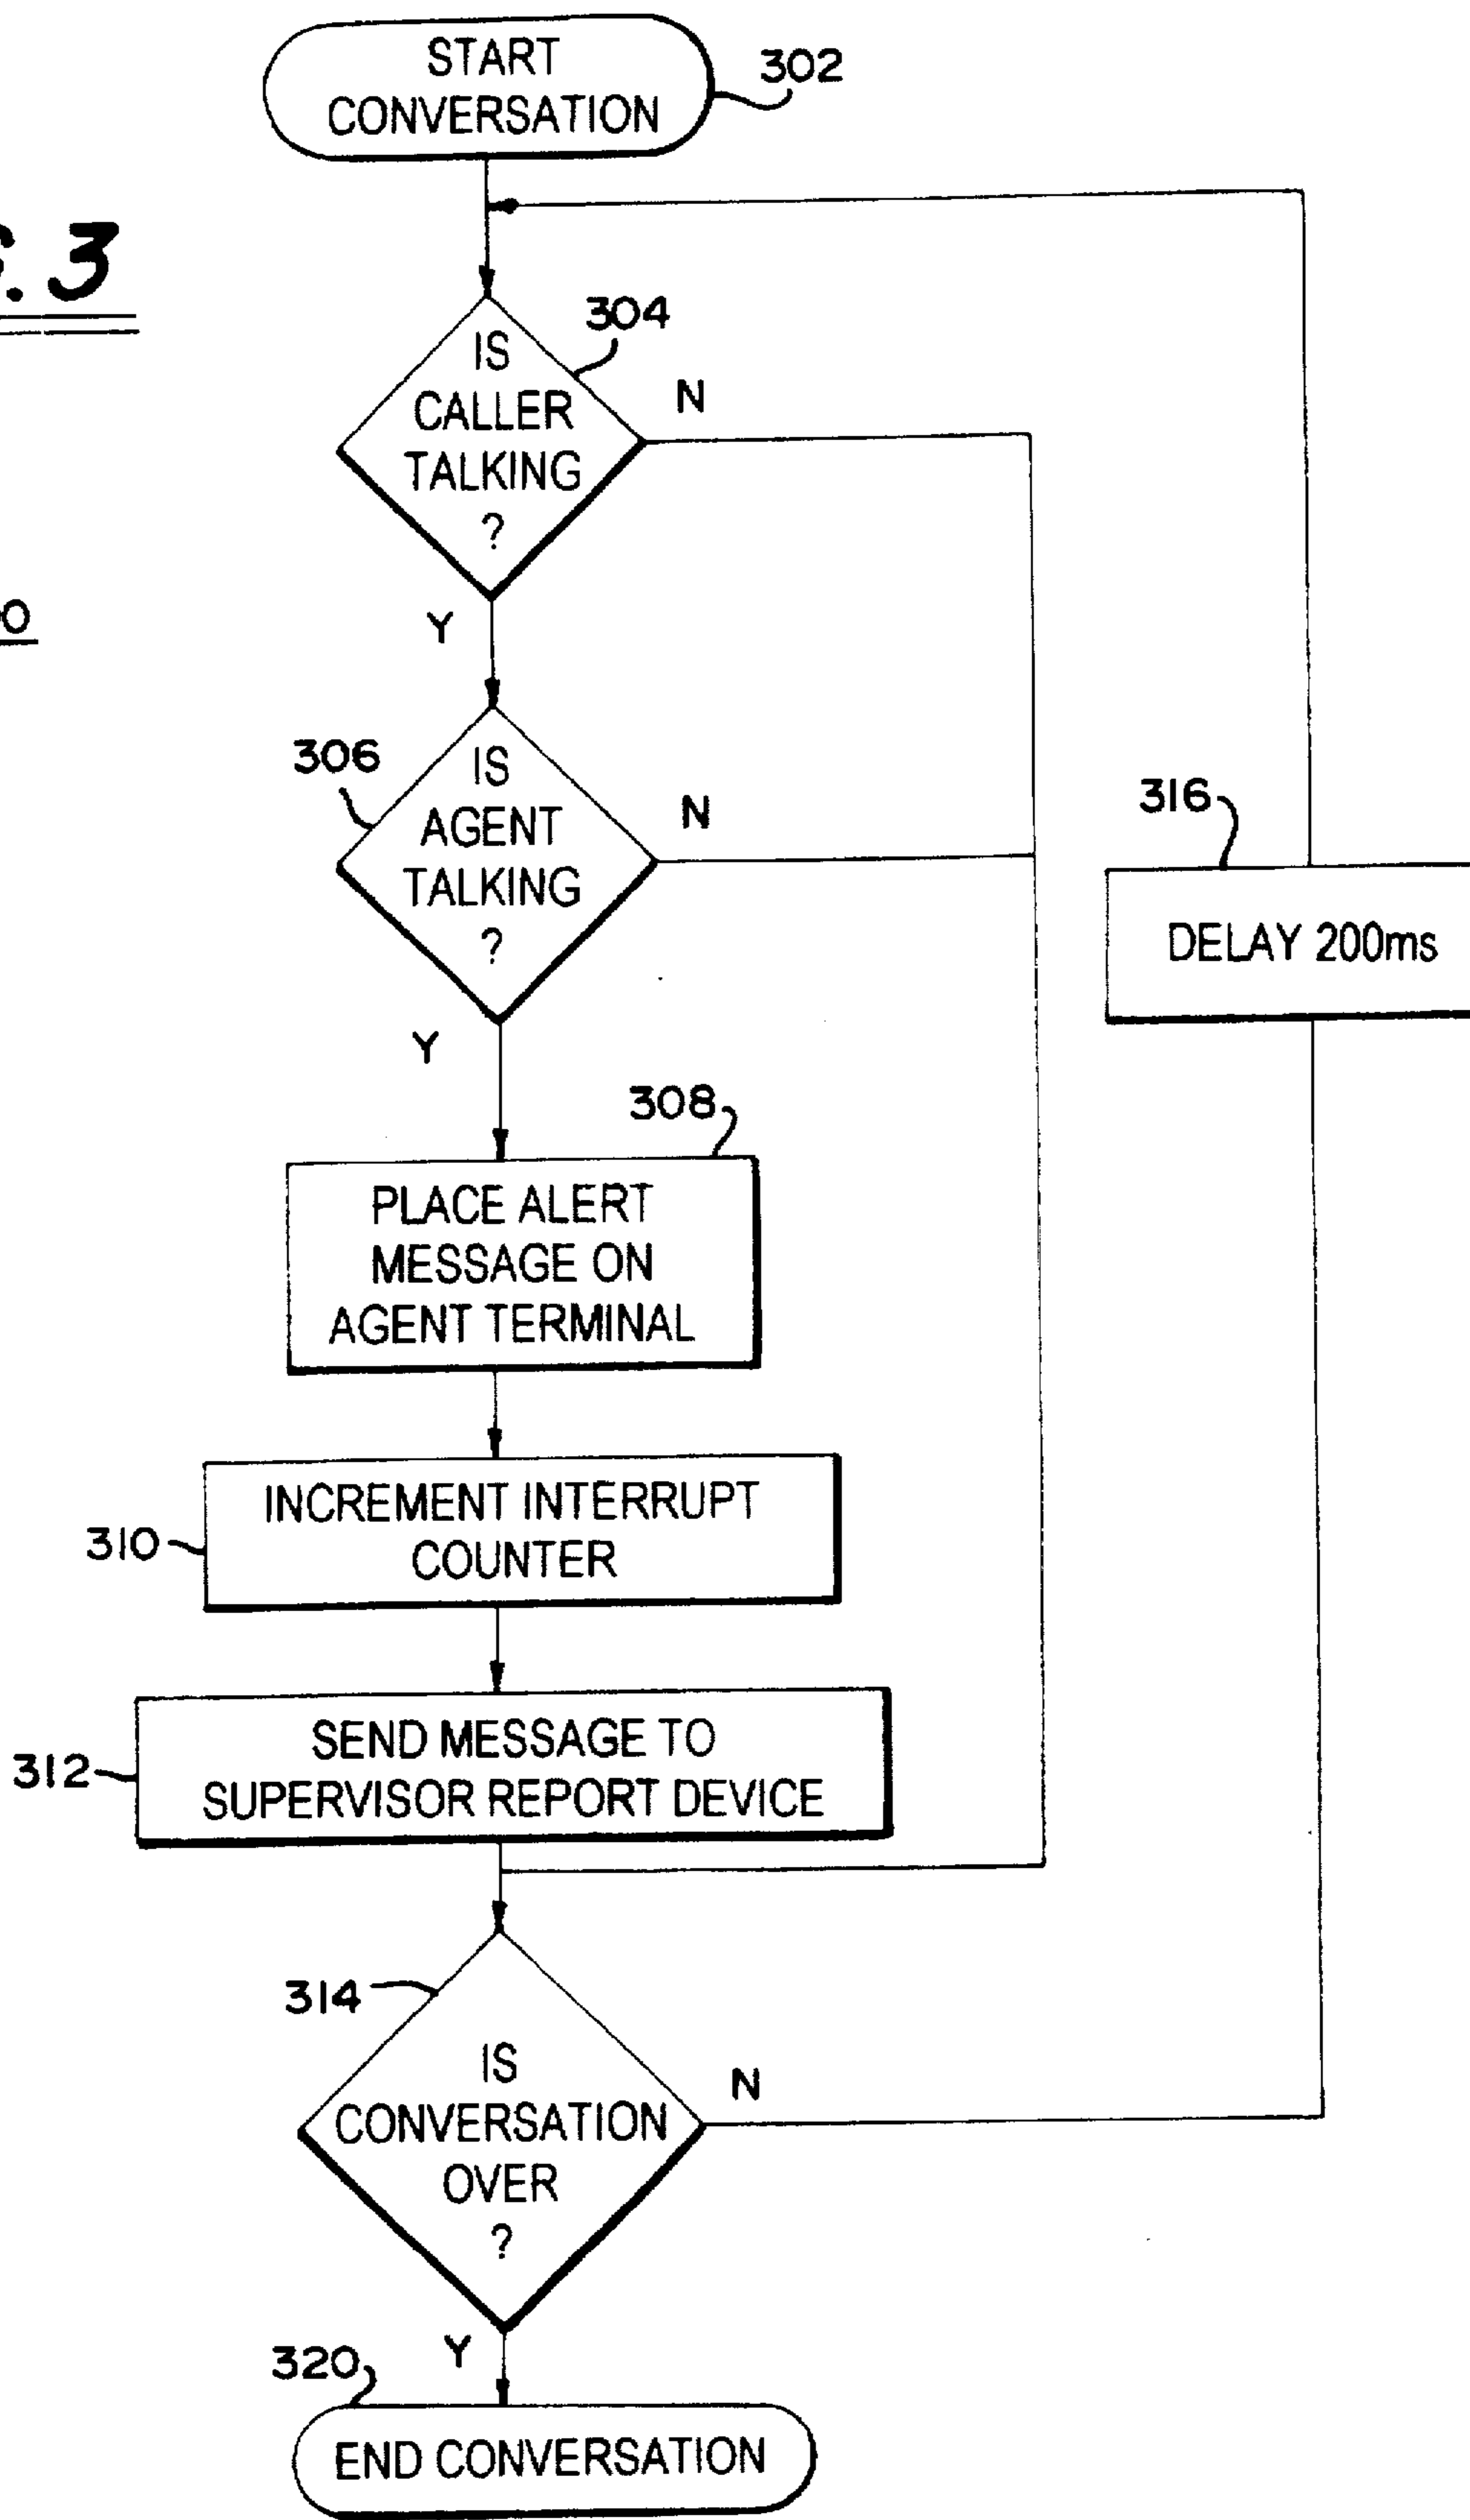 START
CONVERSATION
302
. 3
304
IS
CALLER
TALKING
?
N
Y
0
306
IS
AGENT
TALKING
?
N
316
DELAY 200ms
Y
308
PLACE ALERT
MESSAGE ON
AGENT TERMINAL
310
INCREMENT INTERRUPT
COUNTER
312
SEND MESSAGE TO
SUPERVISOR REPORT DEVICE
314
IS
CONVERSATION
OVER
?
N
Y
320
END CONVERSATION